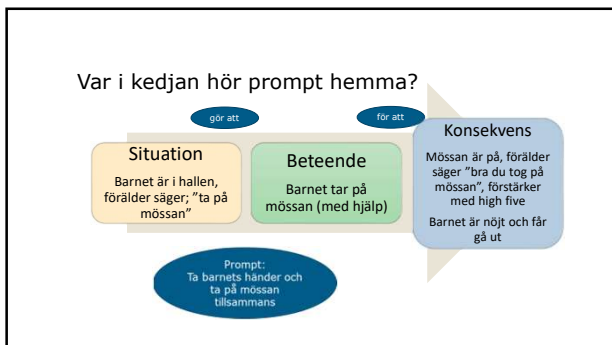 Var i kedjan hör prompt hemma?
gör att
för att
Situation
Barnet är i hallen,
förälder säger; ”ta på
mössan”
Beteende
Barnet tar på
mössan (med hjälp)
Konsekvens
Mössan är på, förälder
säger ”bra du tog på
mössan”, förstärker
med high five
Barnet är nöjt och får
gå ut
Prompt:
Ta barnets händer och
ta på mössan
tillsammans